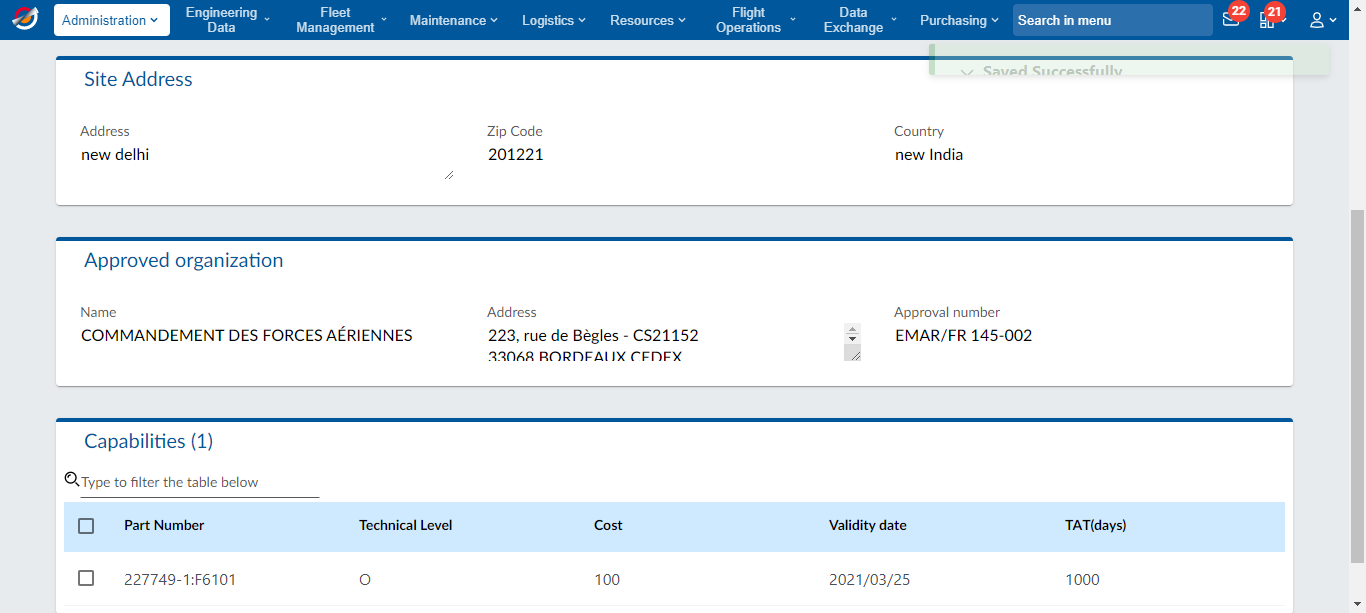 Administration
Engineering
Data
Fleet
Management
Maintenance
Logistics
Resources
Flight
Operations
Data
Exchange
Purchasing
Search in menu
22
21
Saved Successfully
Site Address
Address
Zip Code
Country
new delhi
201221
new India
Approved organization
Name
Address
Approval number
COMMANDEMENT DES FORCES AÉRIENNES
223, rue de Bègles - CS21152
EMAR/FR 145-002
33068 BORDEAUX CEDEX
Capabilities (1)
Type to filter the table below
Part Number Technical Level Cost Validity date TAT(days)
227749-1:F6101 O 100 2021/03/25 1000